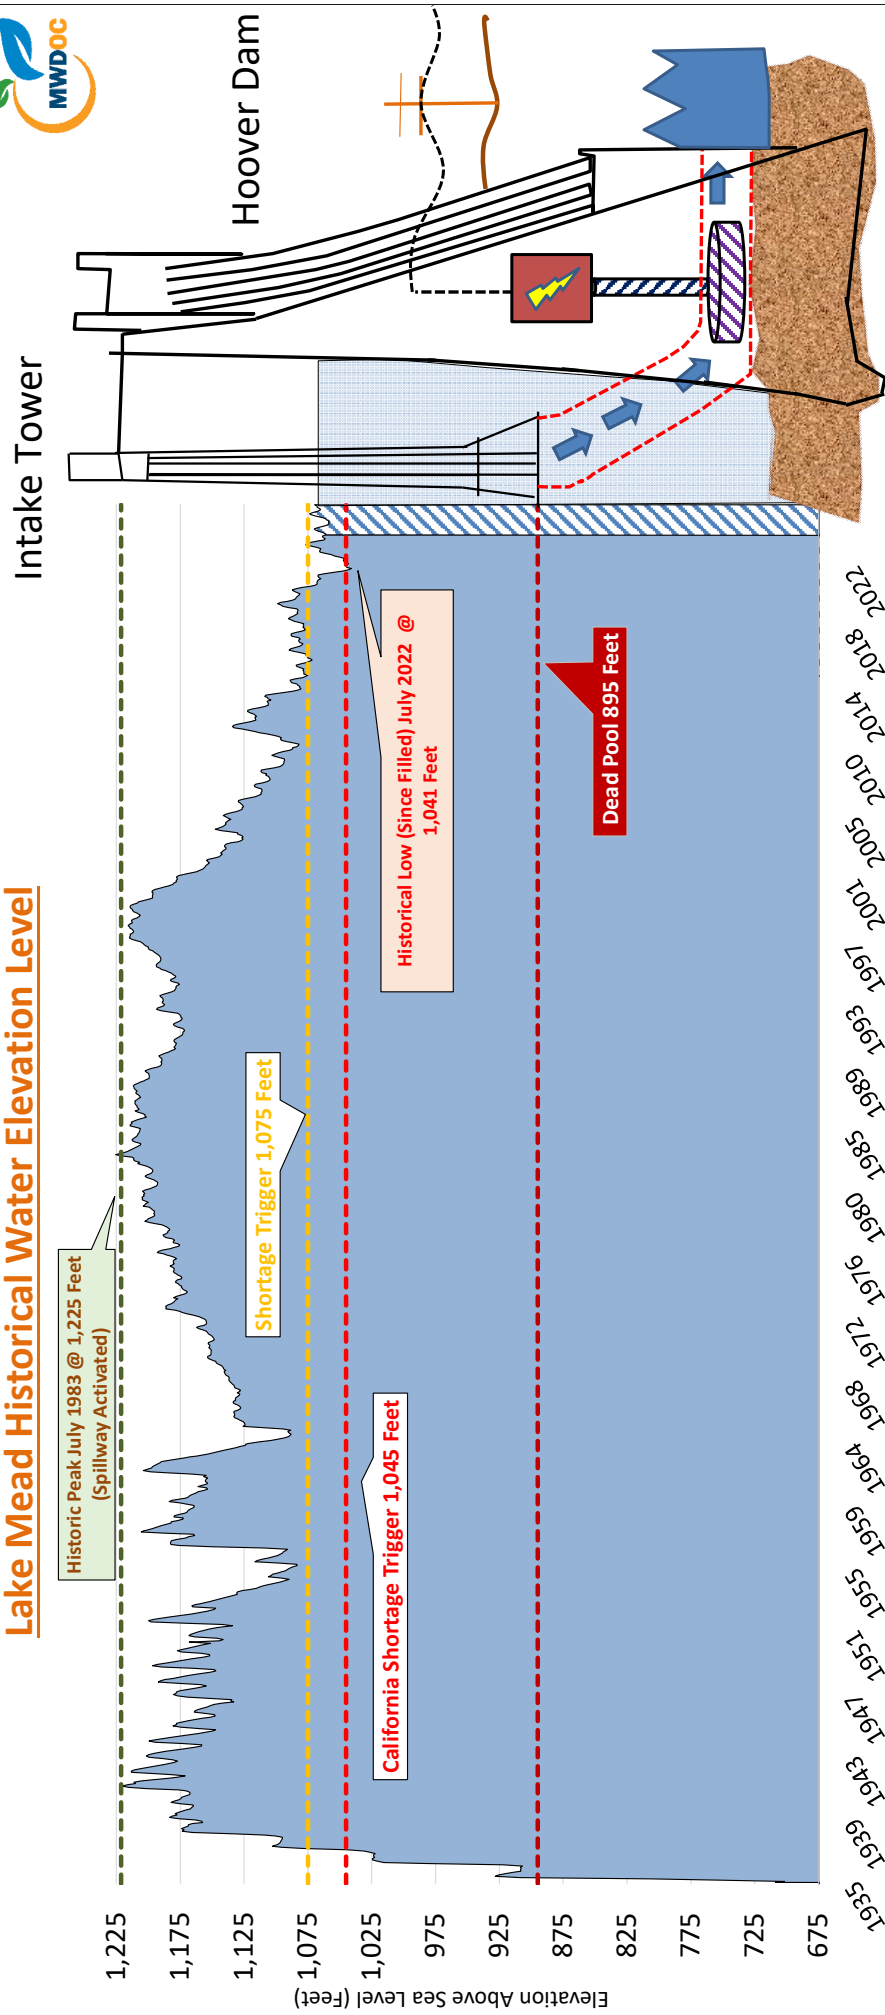 Lake Mead Historical Water Elevation Level
MWDOC
Intake Tower
Hoover Dam
Historic Peak July 1983 @ 1,225 Feet
(Spillway Activated)
Shortage Trigger 1,075 Feet
California Shortage Trigger 1,045 Feet
Historical Low (Since Filled) July 2022 @
1,041 Feet
Dead Pool 895 Feet
Elevation Above Sea Level (Feet)
1,225
1,175
1,125
1,075
1,025
975
925
875
825
775
725
675
1935
1939
1943
1947
1951
1955
1959
1964
1968
1972
1976
1980
1985
1989
1993
1997
2001
2005
2010
2014
2018
2022